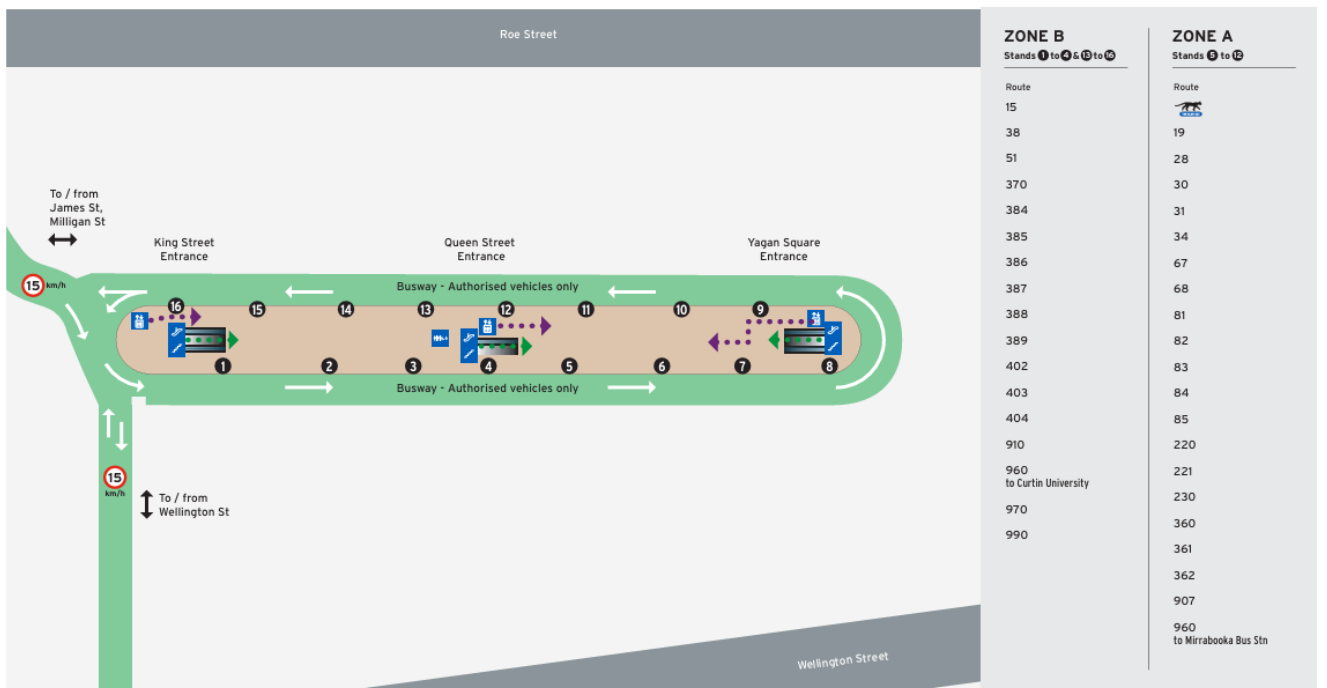 Roe Street
To / from
James St,
Milligan St
King Street
Entrance
Queen Street
Entrance
Yagan Square
Entrance
15 km/h
Busway - Authorised vehicles only
16
15
14
13
12
11
10
9
1
2
3
4
5
6
7
8
Busway - Authorised vehicles only
15
km/h
To / from
Wellington St
Wellington Street
ZONE B
Stands 1 to 4 & 13 to 16
Route
15
38
51
370
384
385
386
387
388
389
402
403
404
910
960
to Curtin University
970
990
ZONE A
Stands 5 to 12
Route
19
28
30
31
34
67
68
81
82
83
84
85
220
221
230
360
361
362
907
960
to Mirrabooka Bus Stn